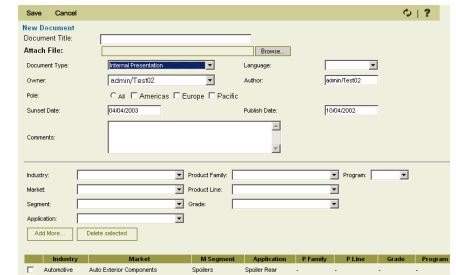 Save Cancel | ?
New Document
Document Title:
Attach File: Browse...
Document Type: Internal Presentation Language:
Owner: admin/Test02 Author: admin/Test02
Pole: All Americas Europe Pacific
Sunset Date: 04/04/2003 Publish Date: 10/04/2002
Comments:
Industry: Product Family: Program:
Market: Product Line:
Segment: Grade:
Application:
Add More... Delete selected
Industry Market M Segment Application P Family P Line Grade Program
Automotive Auto Exterior Components Spoilers Spoiler Rear - - - -